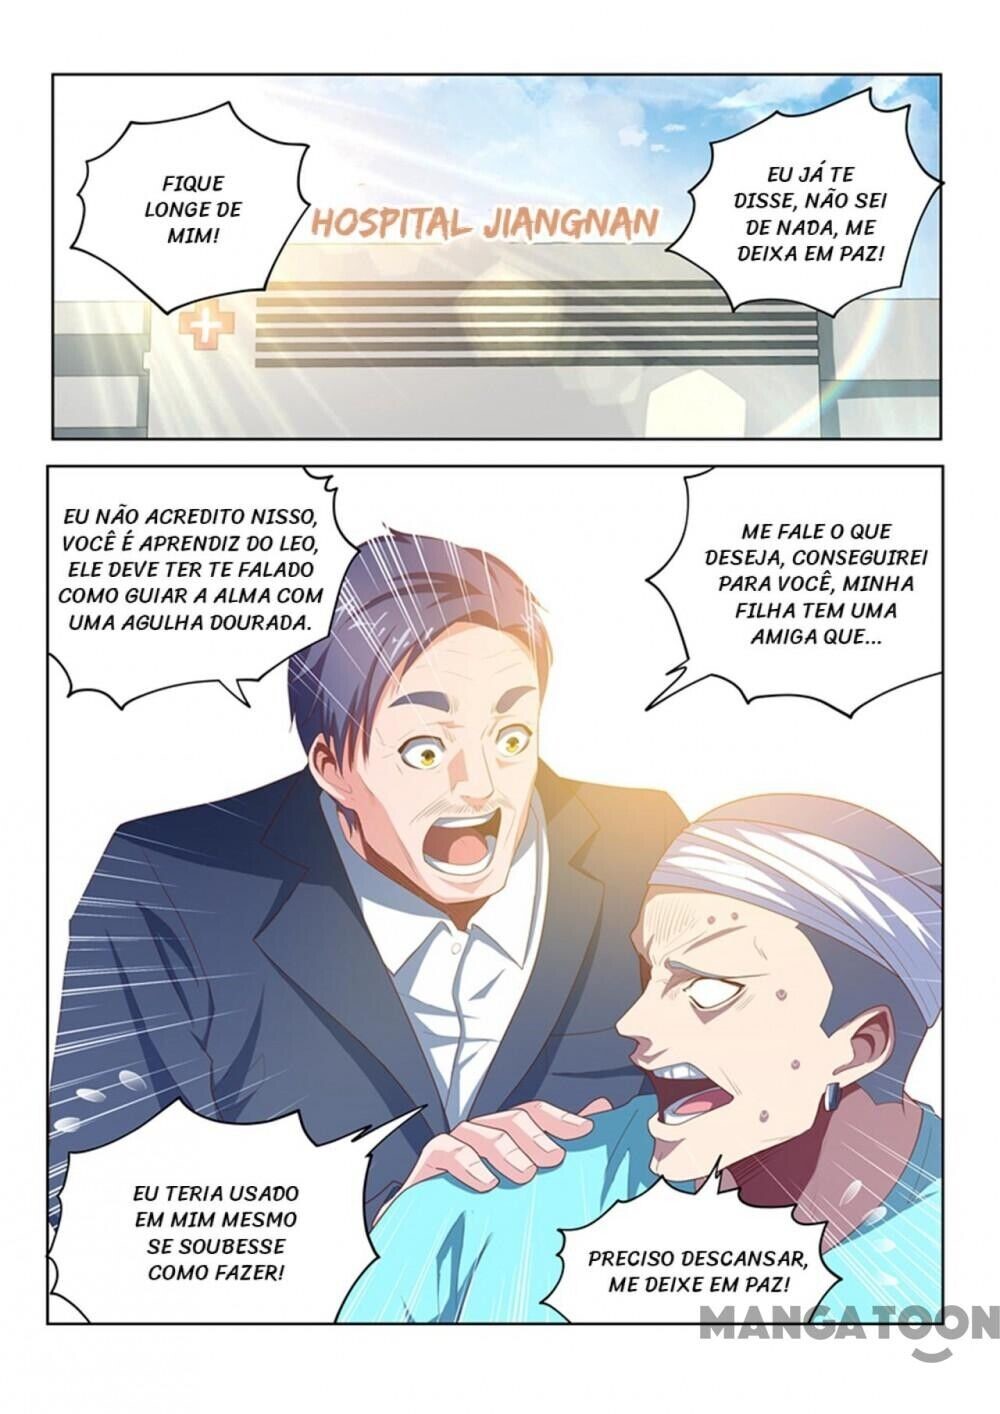 FIQUE
LONGE DE
MIM!
HOSPITAL JIANGNAN
EU JÁ TE
DISSE, NÃO SEI
DE NADA, ME
DEIXA EM PAZ!
EU NÃO ACREDITO NISSO,
VOCÊ É APRENDIZ DO LEO,
ELE DEVE TER TE FALADO
COMO GUIAR A ALMA COM
UMA AGULHA DOURADA.
ME FALE O QUE
DESEJA, CONSEGUIREI
PARA VOCÊ, MINHA
FILHA TEM UMA
AMIGA QUE...
EU TERIA USADO
EM MIM MESMO
SE SOUBESSE
COMO FAZER!
PRECISO DESCANSAR,
ME DEIXE EM PAZ!
MANGATOON